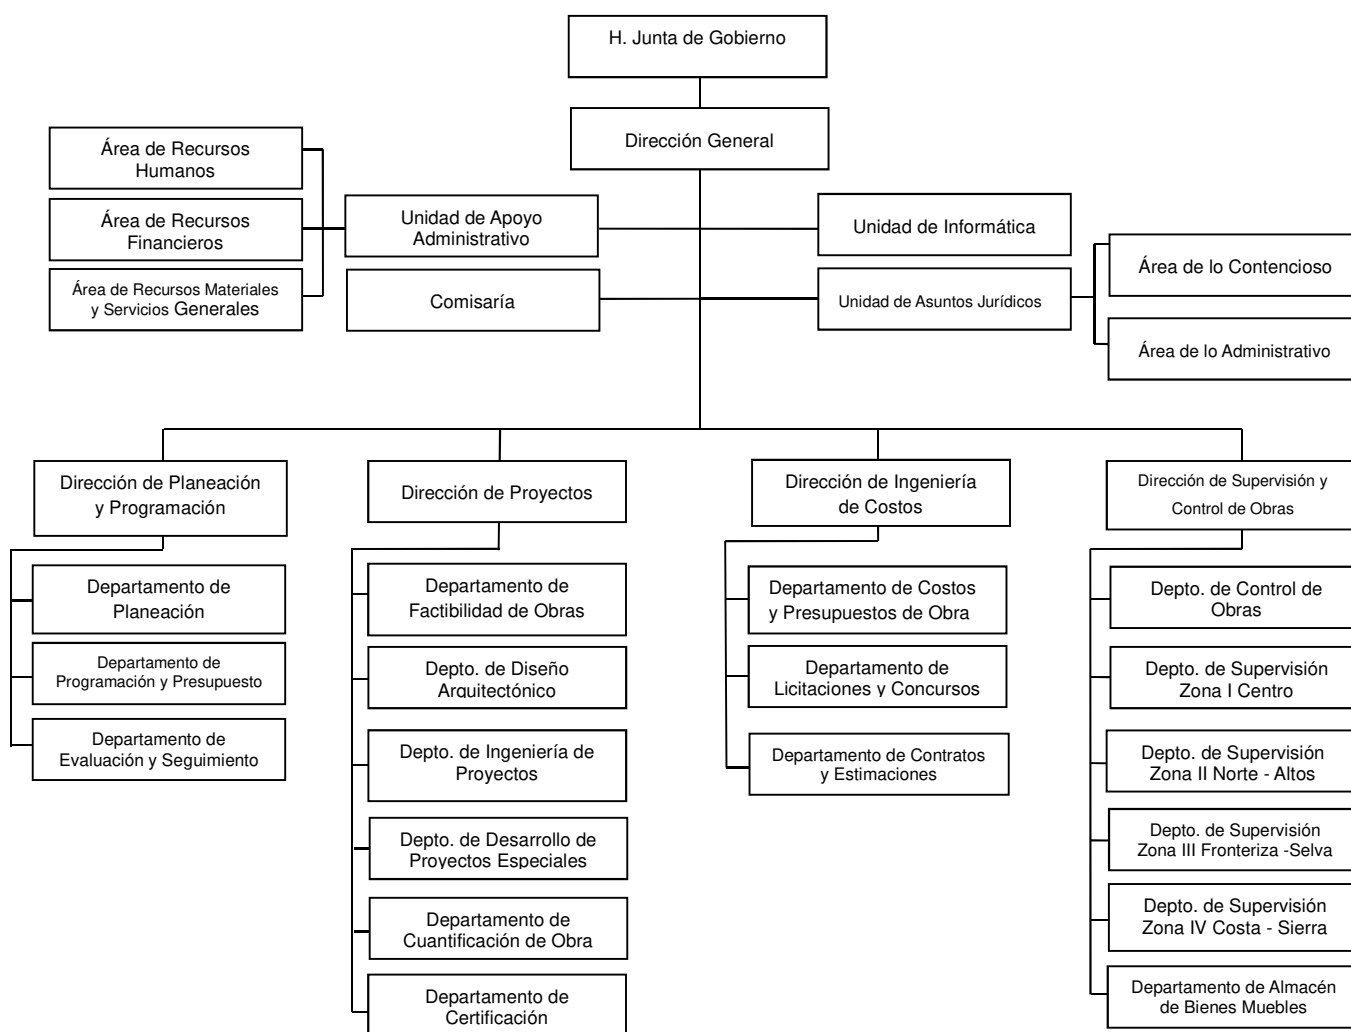 H. Junta de Gobierno
Dirección General
Área de Recursos
Humanos
Área de Recursos
Financieros
Área de Recursos Materiales
y Servicios Generales
Unidad de Apoyo
Administrativo
Comisaría
Unidad de Informática
Unidad de Asuntos Jurídicos
Área de lo Contencioso
Área de lo Administrativo
Dirección de Planeación
y Programación
Departamento de
Planeación
Departamento de
Programación y Presupuesto
Departamento de
Evaluación y Seguimiento
Dirección de Proyectos
Departamento de
Factibilidad de Obras
Depto. de Diseño
Arquitectónico
Depto. de Ingeniería de
Proyectos
Depto. de Desarrollo de
Proyectos Especiales
Departamento de
Cuantificación de Obra
Departamento de
Certificación
Dirección de Ingeniería
de Costos
Departamento de Costos
y Presupuestos de Obra
Departamento de
Licitaciones y Concursos
Departamento de Contratos
y Estimaciones
Dirección de Supervisión y
Control de Obras
Depto. de Control de
Obras
Depto. de Supervisión
Zona I Centro
Depto. de Supervisión
Zona II Norte - Altos
Depto. de Supervisión
Zona III Fronteriza -Selva
Depto. de Supervisión
Zona IV Costa - Sierra
Departamento de Almacén
de Bienes Muebles